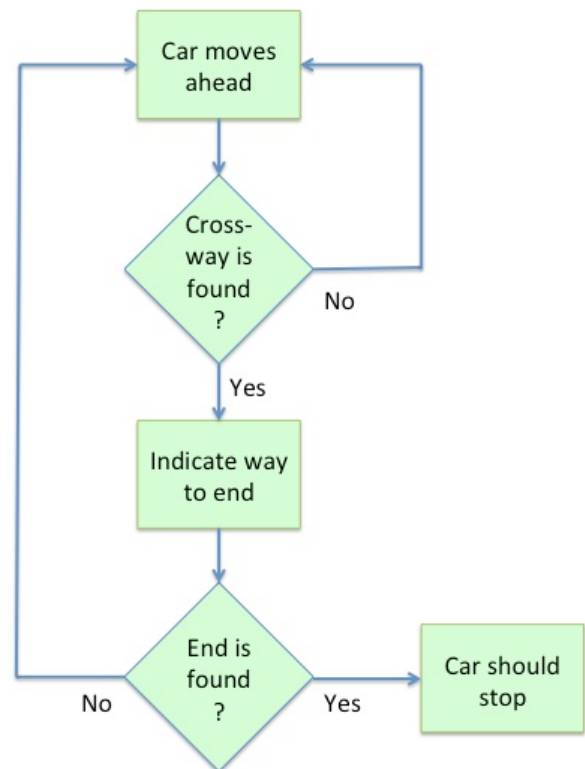 Car moves
ahead
Cross-
way is
found
?
No
Yes
Indicate way
to end
End is
found
?
No
Yes
Car should
stop